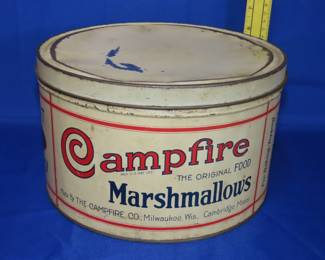 Campfire
THE ORIGINAL FOOD
Marshmallows
THE CAMPFIRE CO. Milwaukee, Wis., Cambridge, Mass.